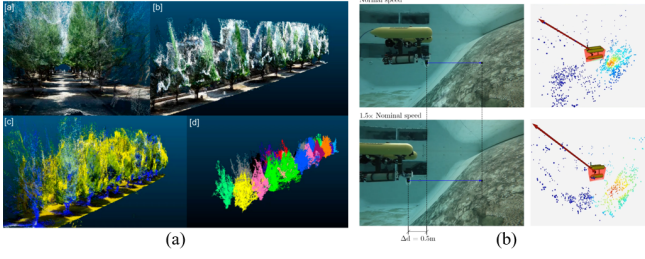 Nominal speed
[a]
[b]
[c]
[d]
1.5× Nominal speed
Δd = 0.5m
(a)
(b)